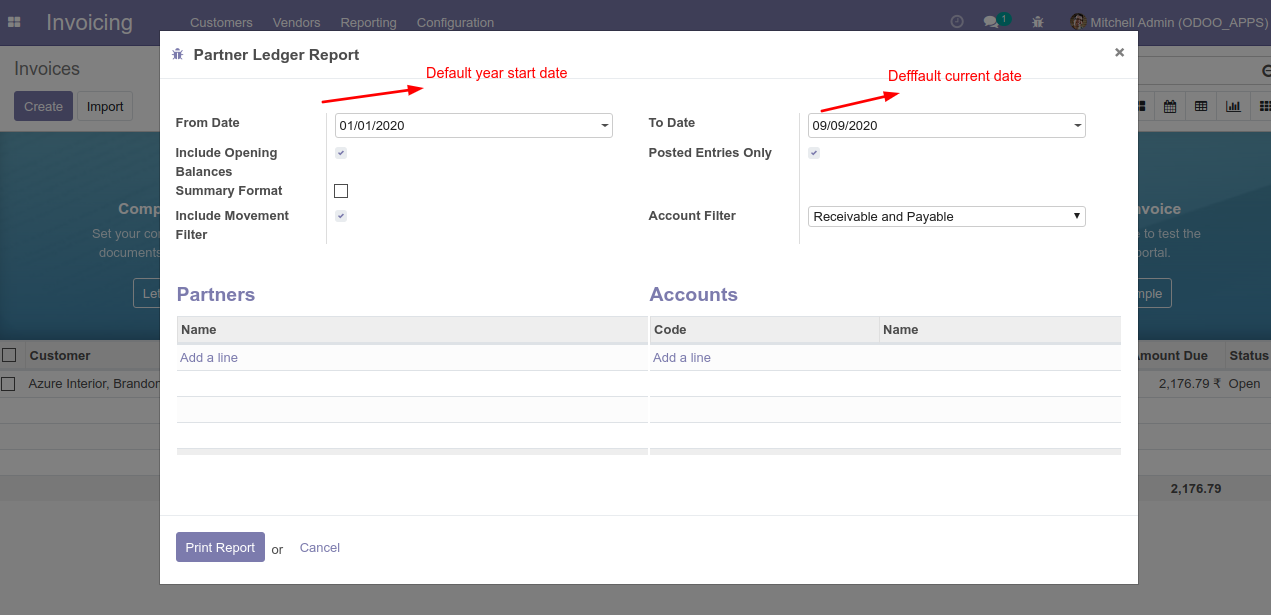 Invoicing
Customers
Vendors
Reporting
Configuration
1
Mitchell Admin (ODOO_APPS)
Invoices
Create
Import
Partner Ledger Report
×
Default year start date
Defffault current date
From Date
01/01/2020
To Date
09/09/2020
Include Opening
Balances
Posted Entries Only
Summary Format
Include Movement
Filter
Account Filter
Receivable and Payable
Comp
Set your co
documents
Let
nvoice
to test the
ortal.
mple
Partners
Accounts
Name
Code
Name
Add a line
Add a line
Customer
mount Due
Status
Azure Interior, Brandon
2,176.79 ₹
Open
2,176.79
Print Report
or
Cancel